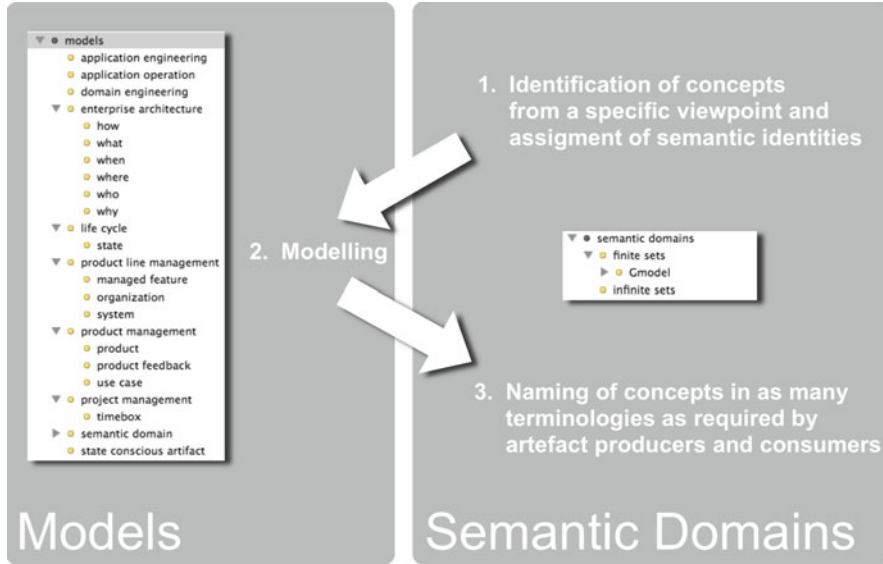 models
application engineering
application operation
domain engineering
enterprise architecture
how
what
when
where
who
why
life cycle
state
product line management
managed feature
organization
system
product management
product
product feedback
use case
project management
timebox
semantic domain
state conscious artifact
2. Modelling
Models
1. Identification of concepts
from a specific viewpoint and
assigment of semantic identities
semantic domains
finite sets
Gmodel
infinite sets
3. Naming of concepts in as many
terminologies as required by
artefact producers and consumers
Semantic Domains